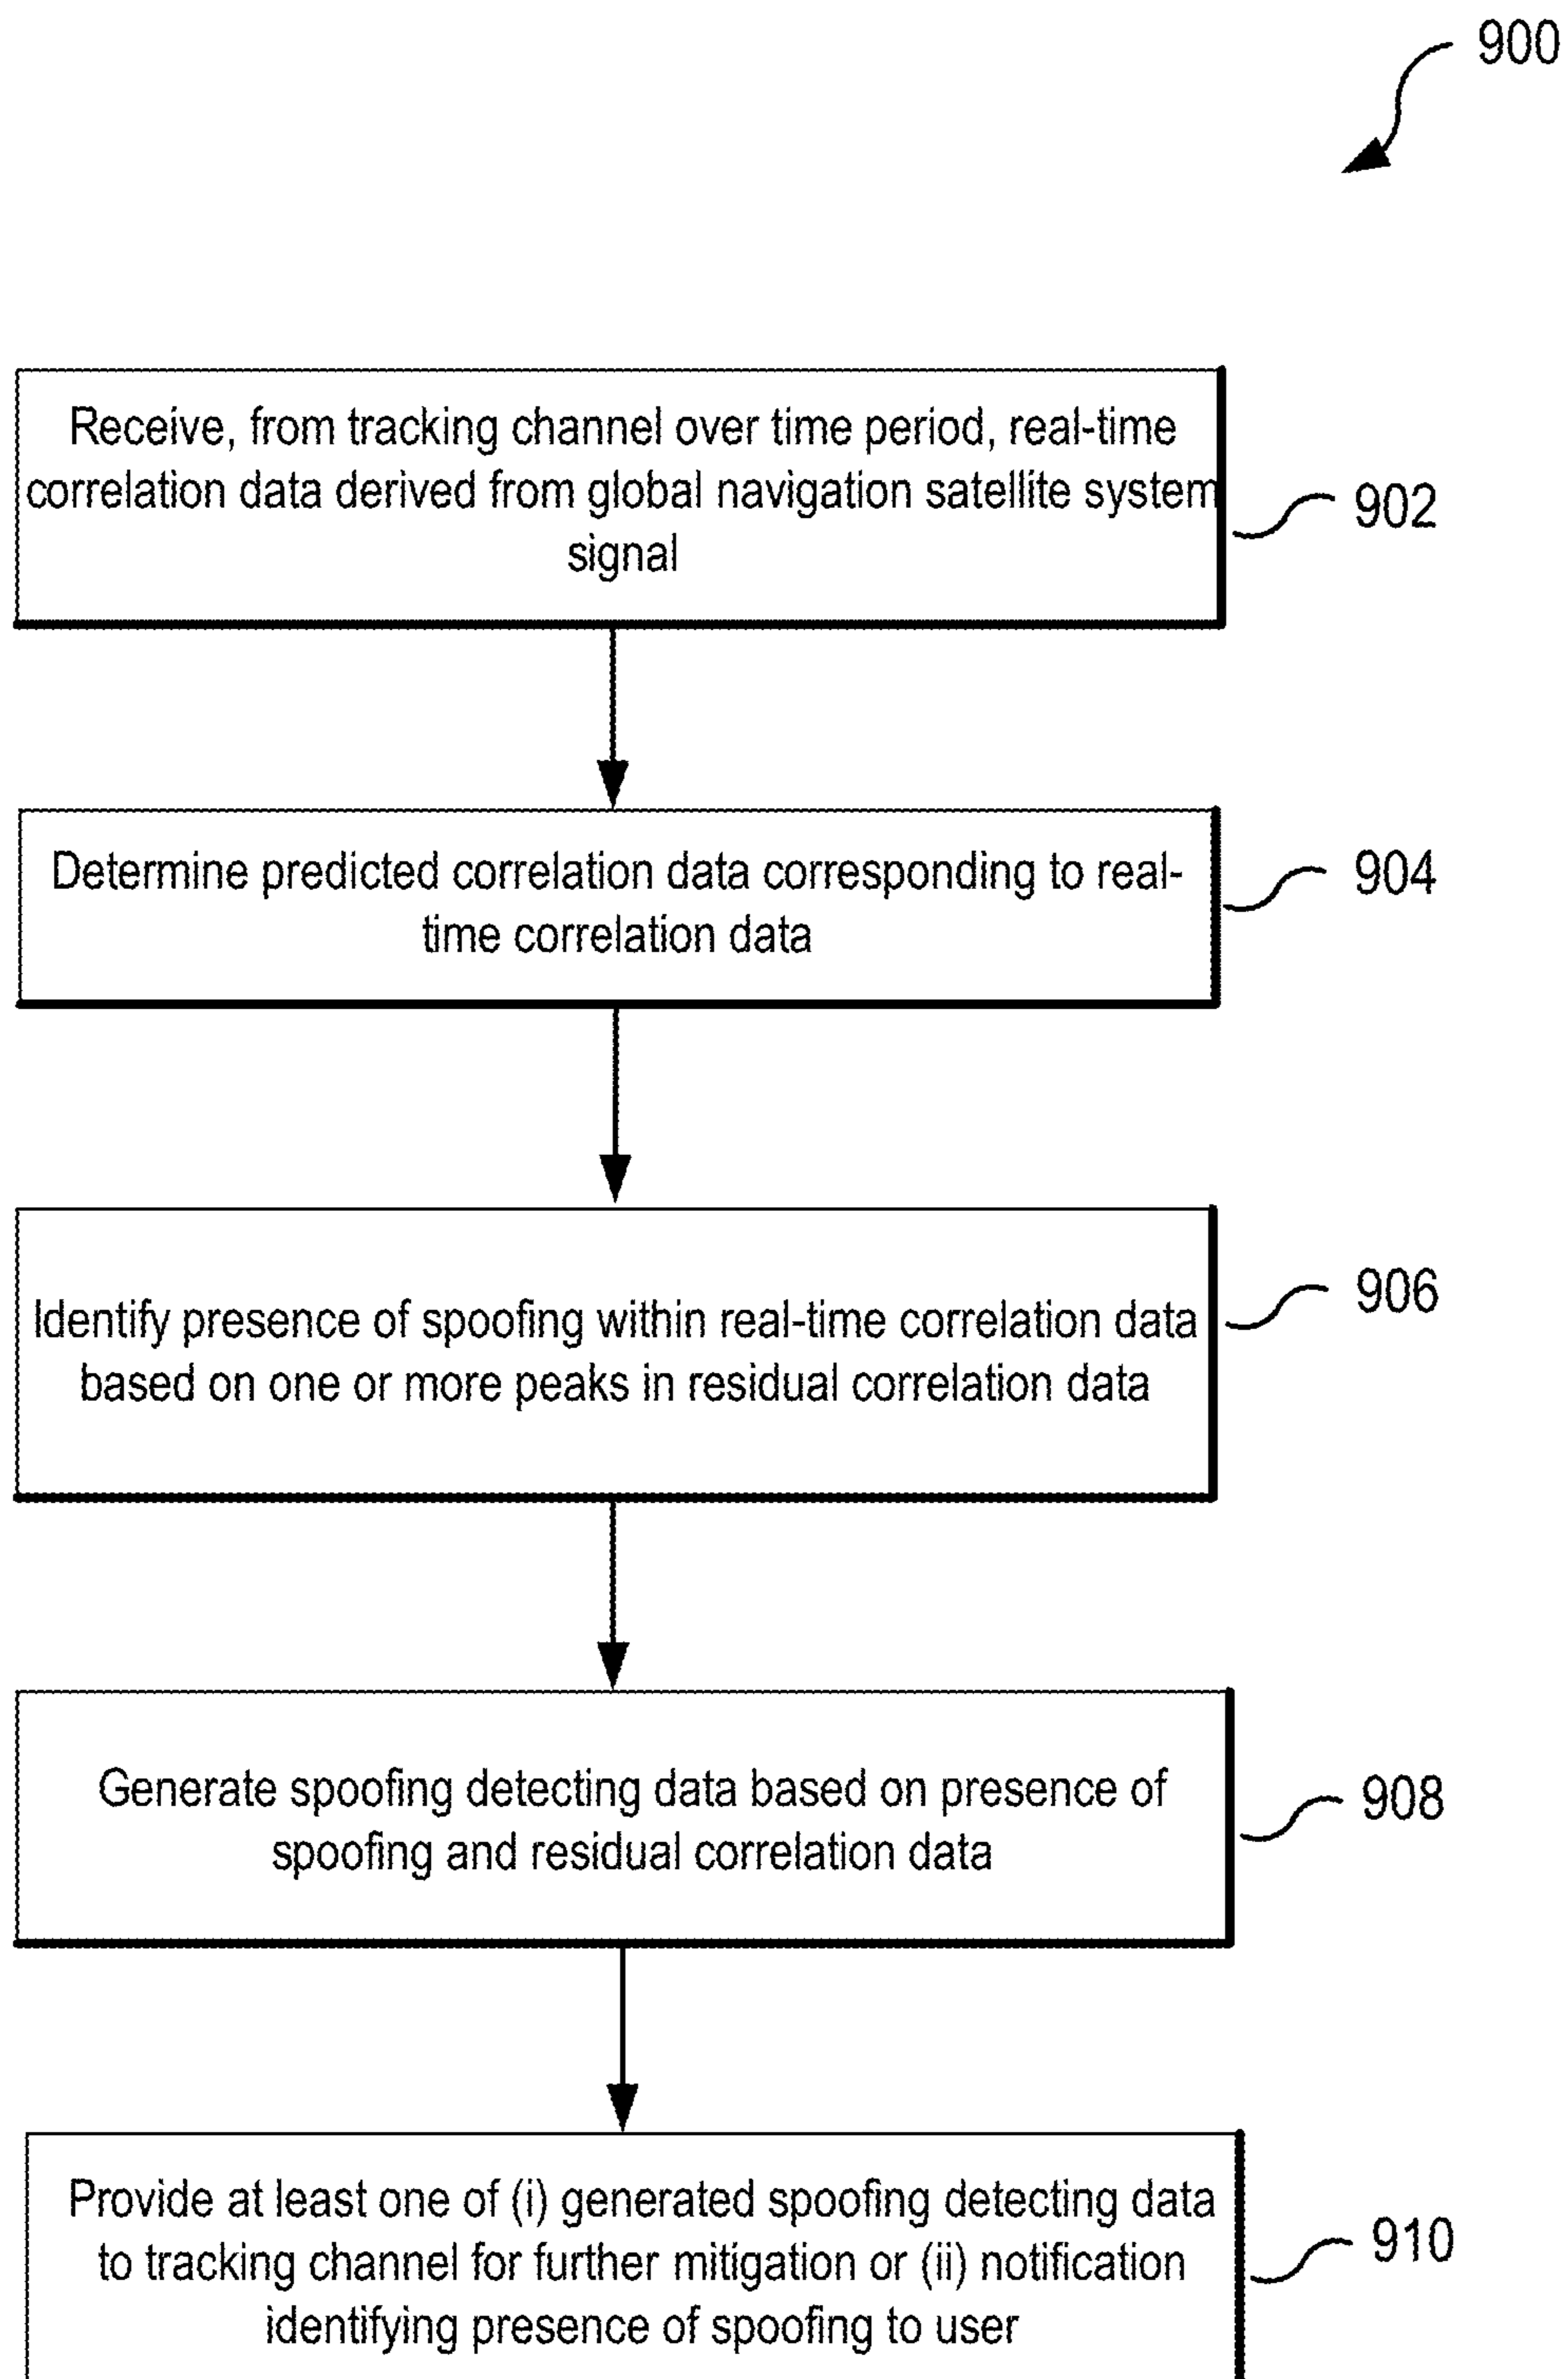 900
Receive, from tracking channel over time period, real-time
correlation data derived from global navigation satellite system
signal
902
Determine predicted correlation data corresponding to real-
time correlation data
904
Identify presence of spoofing within real-time correlation data
based on one or more peaks in residual correlation data
906
Generate spoofing detecting data based on presence of
spoofing and residual correlation data
908
Provide at least one of (i) generated spoofing detecting data
to tracking channel for further mitigation or (ii) notification
identifying presence of spoofing to user
910